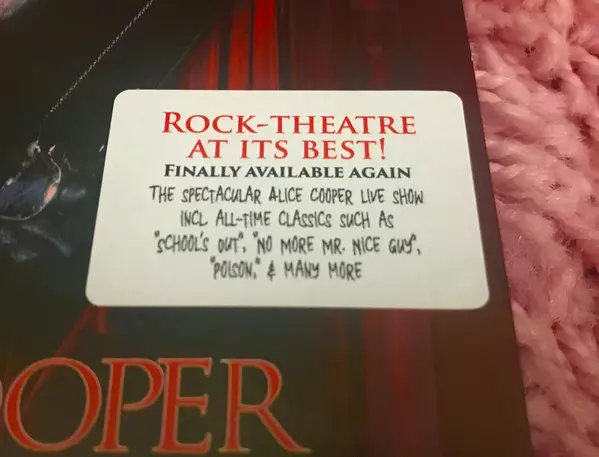 ROCK-THEATRE
AT ITS BEST!
FINALLY AVAILABLE AGAIN
THE SPECTACULAR ALICE COOPER LIVE SHOW
INCL ALL-TIME CLASSICS SUCH AS
"SCHOOL'S OUT", "NO MORE MR. NICE GUY",
"POISON," & MANY MORE
OOPER